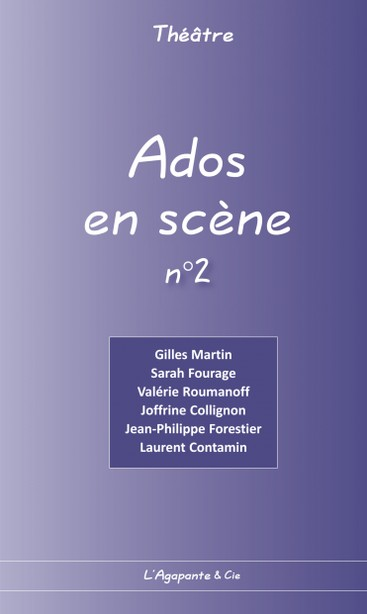 Théâtre
Ados
en scène
n°2
Gilles Martin
Sarah Fourage
Valérie Roumanoff
Joffrine Collignon
Jean-Philippe Forestier
Laurent Contamin
L'Agapante & Cie